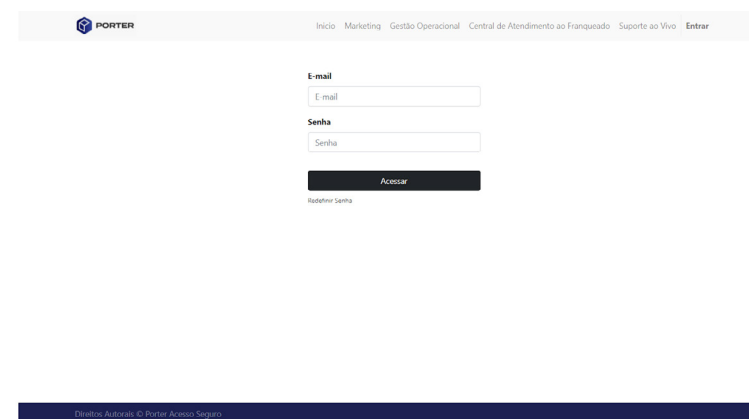 PORTER
Inicio Marketing Gestão Operacional Central de Atendimento ao Franqueado Suporte ao Vivo Entrar
E-mail
E-mail
Senha
Senha
Acessar
Redefinir Senha
Direitos Autorais © Porter Acesso Seguro